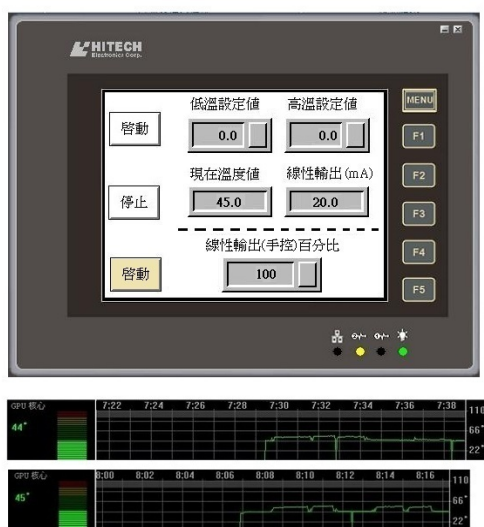 HITECH
Electronics Corp.
MENU
低溫設定値 高溫設定値
啓動 0.0 0.0
F1
現在溫度値 線性輸出(mA)
F2
停止 45.0 20.0
F3
線性輸出(手控)百分比
F4
啓動 100
F5
GPU 核心 7:22 7:24 7:26 7:28 7:30 7:32 7:34 7:36 7:38 110
44° 66°
22°
GPU 核心 8:00 8:02 8:04 8:06 8:08 8:10 8:12 8:14 8:16 110
45° 66°
22°